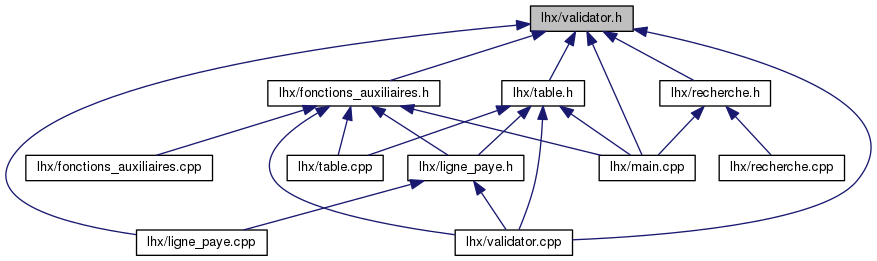 lhx/validator.h
lhx/fonctions_auxiliaires.h
lhx/table.h
lhx/recherche.h
lhx/fonctions_auxiliaires.cpp
lhx/table.cpp
lhx/ligne_paye.h
lhx/main.cpp
lhx/recherche.cpp
lhx/ligne_paye.cpp
lhx/validator.cpp